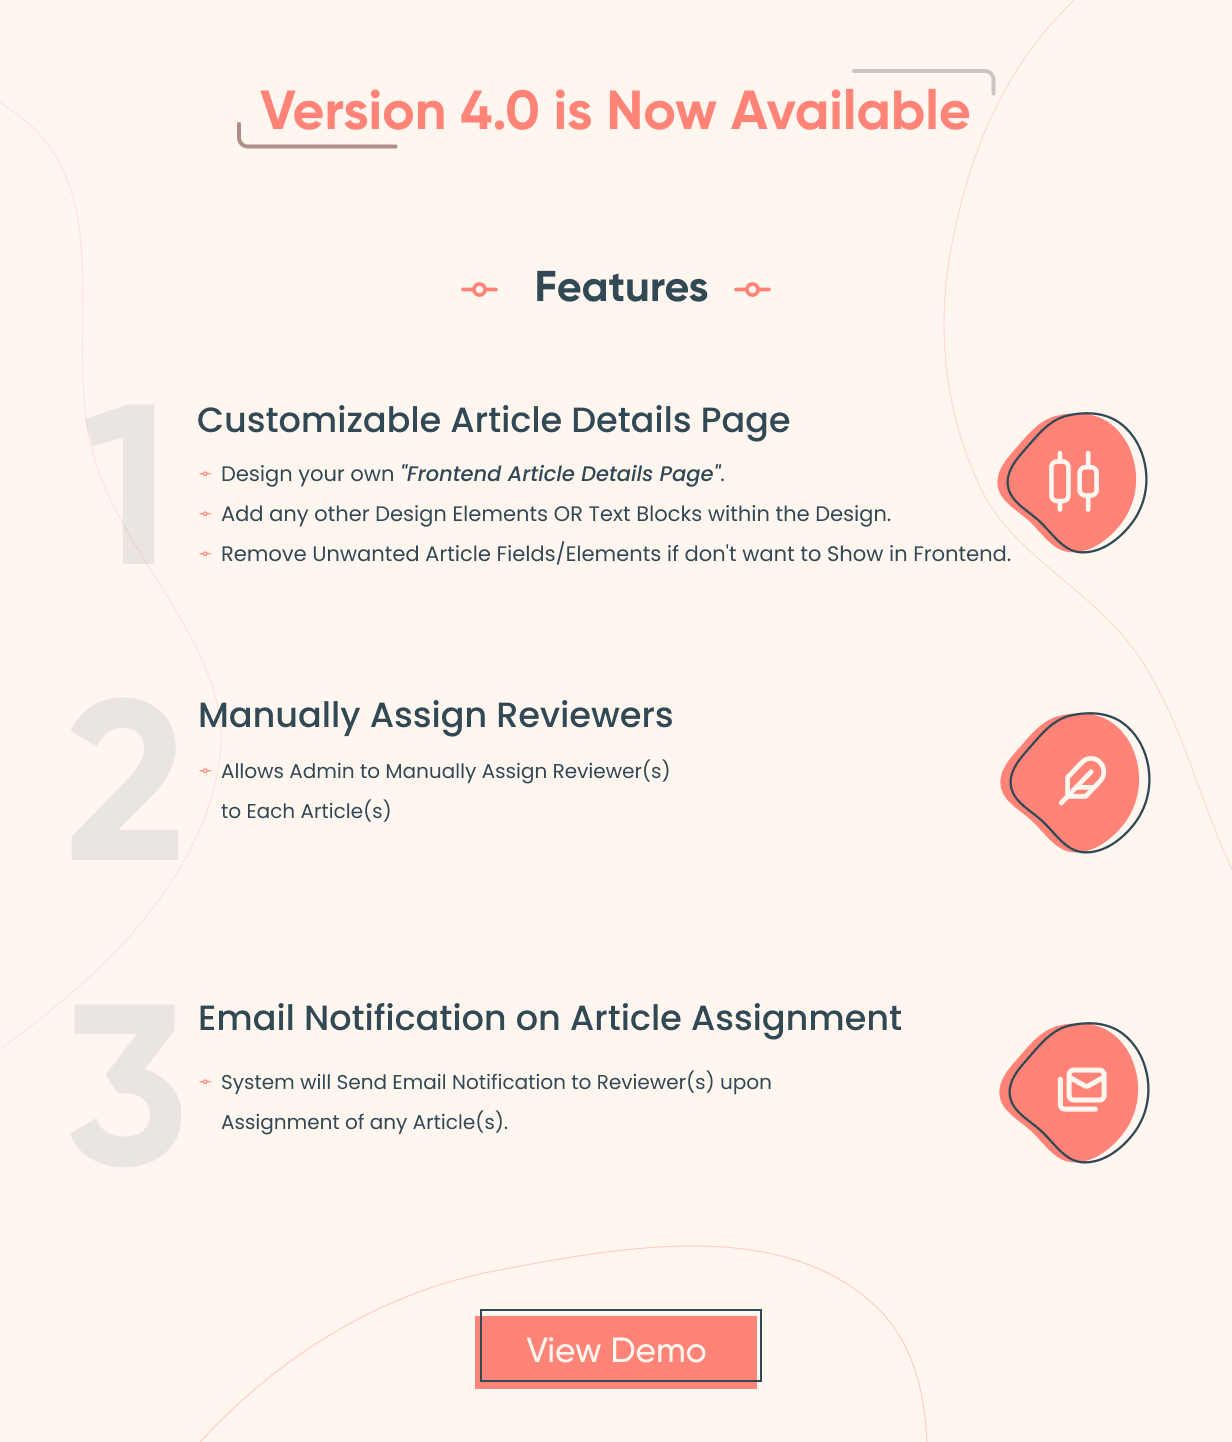 Version 4.0 is Now Available
Features
1
Customizable Article Details Page
Design your own "Frontend Article Details Page".
Add any other Design Elements OR Text Blocks within the Design.
Remove Unwanted Article Fields/Elements if don't want to Show in Frontend.
2
Manually Assign Reviewers
Allows Admin to Manually Assign Reviewer(s)
to Each Article(s)
3
Email Notification on Article Assignment
System will Send Email Notification to Reviewer(s) upon
Assignment of any Article(s).
View Demo